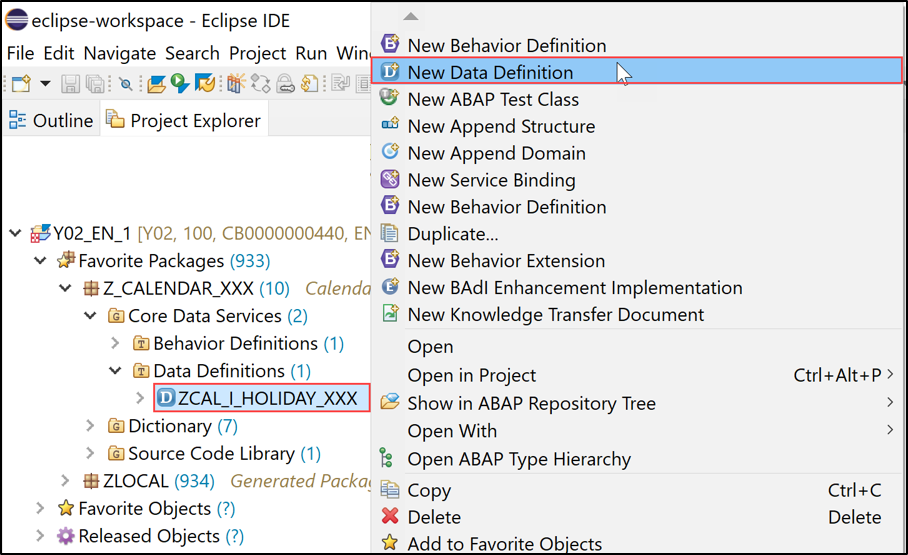 eclipse-workspace - Eclipse IDE
File Edit Navigate Search Project Run Win
Outline Project Explorer
Y02_EN_1 [Y02, 100, CB0000000440, EN
Favorite Packages (933)
Z_CALENDAR_XXX (10) Calenda
Core Data Services (2)
Behavior Definitions (1)
Data Definitions (1)
ZCAL_I_HOLIDAY_XXX
Dictionary (7)
Source Code Library (1)
ZLOCAL (934) Generated Packag
Favorite Objects (?)
Released Objects (?)
New Behavior Definition
New Data Definition
New ABAP Test Class
New Append Structure
New Append Domain
New Service Binding
New Behavior Definition
Duplicate...
New Behavior Extension
New BAdI Enhancement Implementation
New Knowledge Transfer Document
Open
Open in Project Ctrl+Alt+P
Show in ABAP Repository Tree
Open With
Open ABAP Type Hierarchy
Copy Ctrl+C
Delete Delete
Add to Favorite Objects